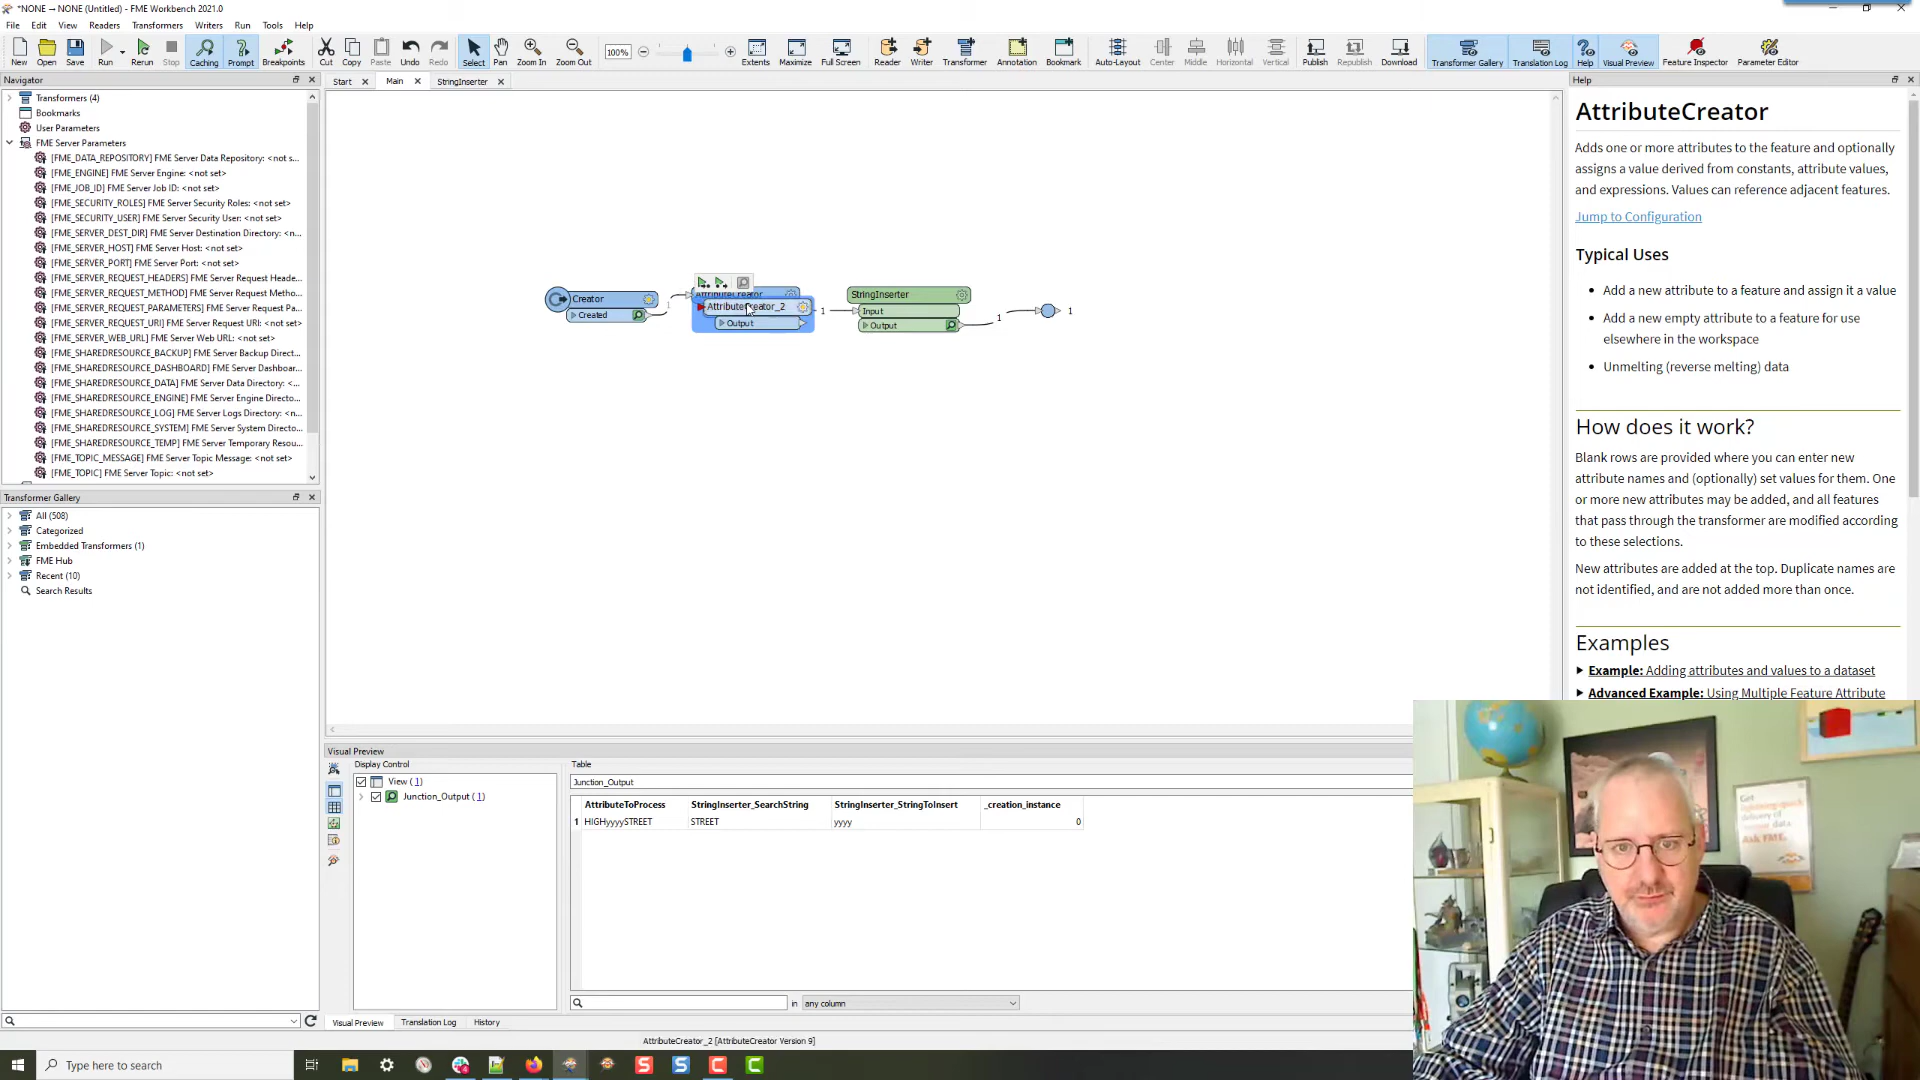 *NONE → NONE (Untitled) - FME Workbench 2021.0
File Edit View Readers Transformers Writers Run Tools Help
New Open Save Run Rerun Stop Caching Prompt Breakpoints Cut Copy Paste Undo Redo Select Pan Zoom In Zoom Out 100% Extents Maximize Full Screen Reader Writer Transformer Annotation Bookmark Auto-Layout Center Middle Horizontal Vertical Publish Republish Download Transformer Gallery Translation Log Help Visual Preview Feature Inspector Parameter Editor
Navigator
Transformers (4)
Bookmarks
User Parameters
FME Server Parameters
[FME_DATA_REPOSITORY] FME Server Data Repository: <not s...
[FME_ENGINE] FME Server Engine: <not set>
[FME_JOB_ID] FME Server Job ID: <not set>
[FME_SECURITY_ROLES] FME Server Security Roles: <not set>
[FME_SECURITY_USER] FME Server Security User: <not set>
[FME_SERVER_DEST_DIR] FME Server Destination Directory: <n...
[FME_SERVER_HOST] FME Server Host: <not set>
[FME_SERVER_PORT] FME Server Port: <not set>
[FME_SERVER_REQUEST_HEADERS] FME Server Request Heade...
[FME_SERVER_REQUEST_METHOD] FME Server Request Metho...
[FME_SERVER_REQUEST_PARAMETERS] FME Server Request Pa...
[FME_SERVER_REQUEST_URI] FME Server Request URI: <not set>
[FME_SERVER_WEB_URL] FME Server Web URL: <not set>
[FME_SHAREDRESOURCE_BACKUP] FME Server Backup Direct...
[FME_SHAREDRESOURCE_DASHBOARD] FME Server Dashboar...
[FME_SHAREDRESOURCE_DATA] FME Server Data Directory: <...
[FME_SHAREDRESOURCE_ENGINE] FME Server Engine Directo...
[FME_SHAREDRESOURCE_LOG] FME Server Logs Directory: <n...
[FME_SHAREDRESOURCE_SYSTEM] FME Server System Directo...
[FME_SHAREDRESOURCE_TEMP] FME Server Temporary Resou...
[FME_TOPIC_MESSAGE] FME Server Topic Message: <not set>
[FME_TOPIC] FME Server Topic: <not set>
Transformer Gallery
All (508)
Categorized
Embedded Transformers (1)
FME Hub
Recent (10)
Search Results
Start Main StringInserter
Creator
Created
1
AttributeCreator
AttributeCreator_2
Output
1
StringInserter
Input
Output
1
1
Visual Preview
Display Control
View (1)
Junction_Output (1)
Table
Junction_Output
AttributeToProcess StringInserter_SearchString StringInserter_StringToInsert _creation_instance
1 HIGHyyyySTREET STREET yyyy 0
in any column
Visual Preview Translation Log History
AttributeCreator_2 [AttributeCreator Version 9]
Help
AttributeCreator
Adds one or more attributes to the feature and optionally
assigns a value derived from constants, attribute values,
and expressions. Values can reference adjacent features.
Jump to Configuration
Typical Uses
• Add a new attribute to a feature and assign it a value
• Add a new empty attribute to a feature for use
elsewhere in the workspace
• Unmelting (reverse melting) data
How does it work?
Blank rows are provided where you can enter new
attribute names and (optionally) set values for them. One
or more new attributes may be added, and all features
that pass through the transformer are modified according
to these selections.
New attributes are added at the top. Duplicate names are
not identified, and are not added more than once.
Examples
Example: Adding attributes and values to a dataset
Advanced Example: Using Multiple Feature Attribute
Get
delivery of
data.
Ask FME.
Type here to search